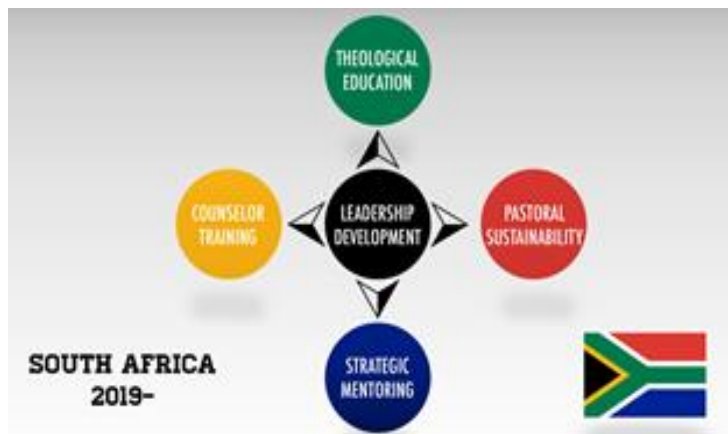 THEOLOGICAL
EDUCATION
COUNSELOR
TRAINING
LEADERSHIP
DEVELOPMENT
PASTORAL
SUSTAINABILITY
STRATEGIC
MENTORING
SOUTH AFRICA
2019-